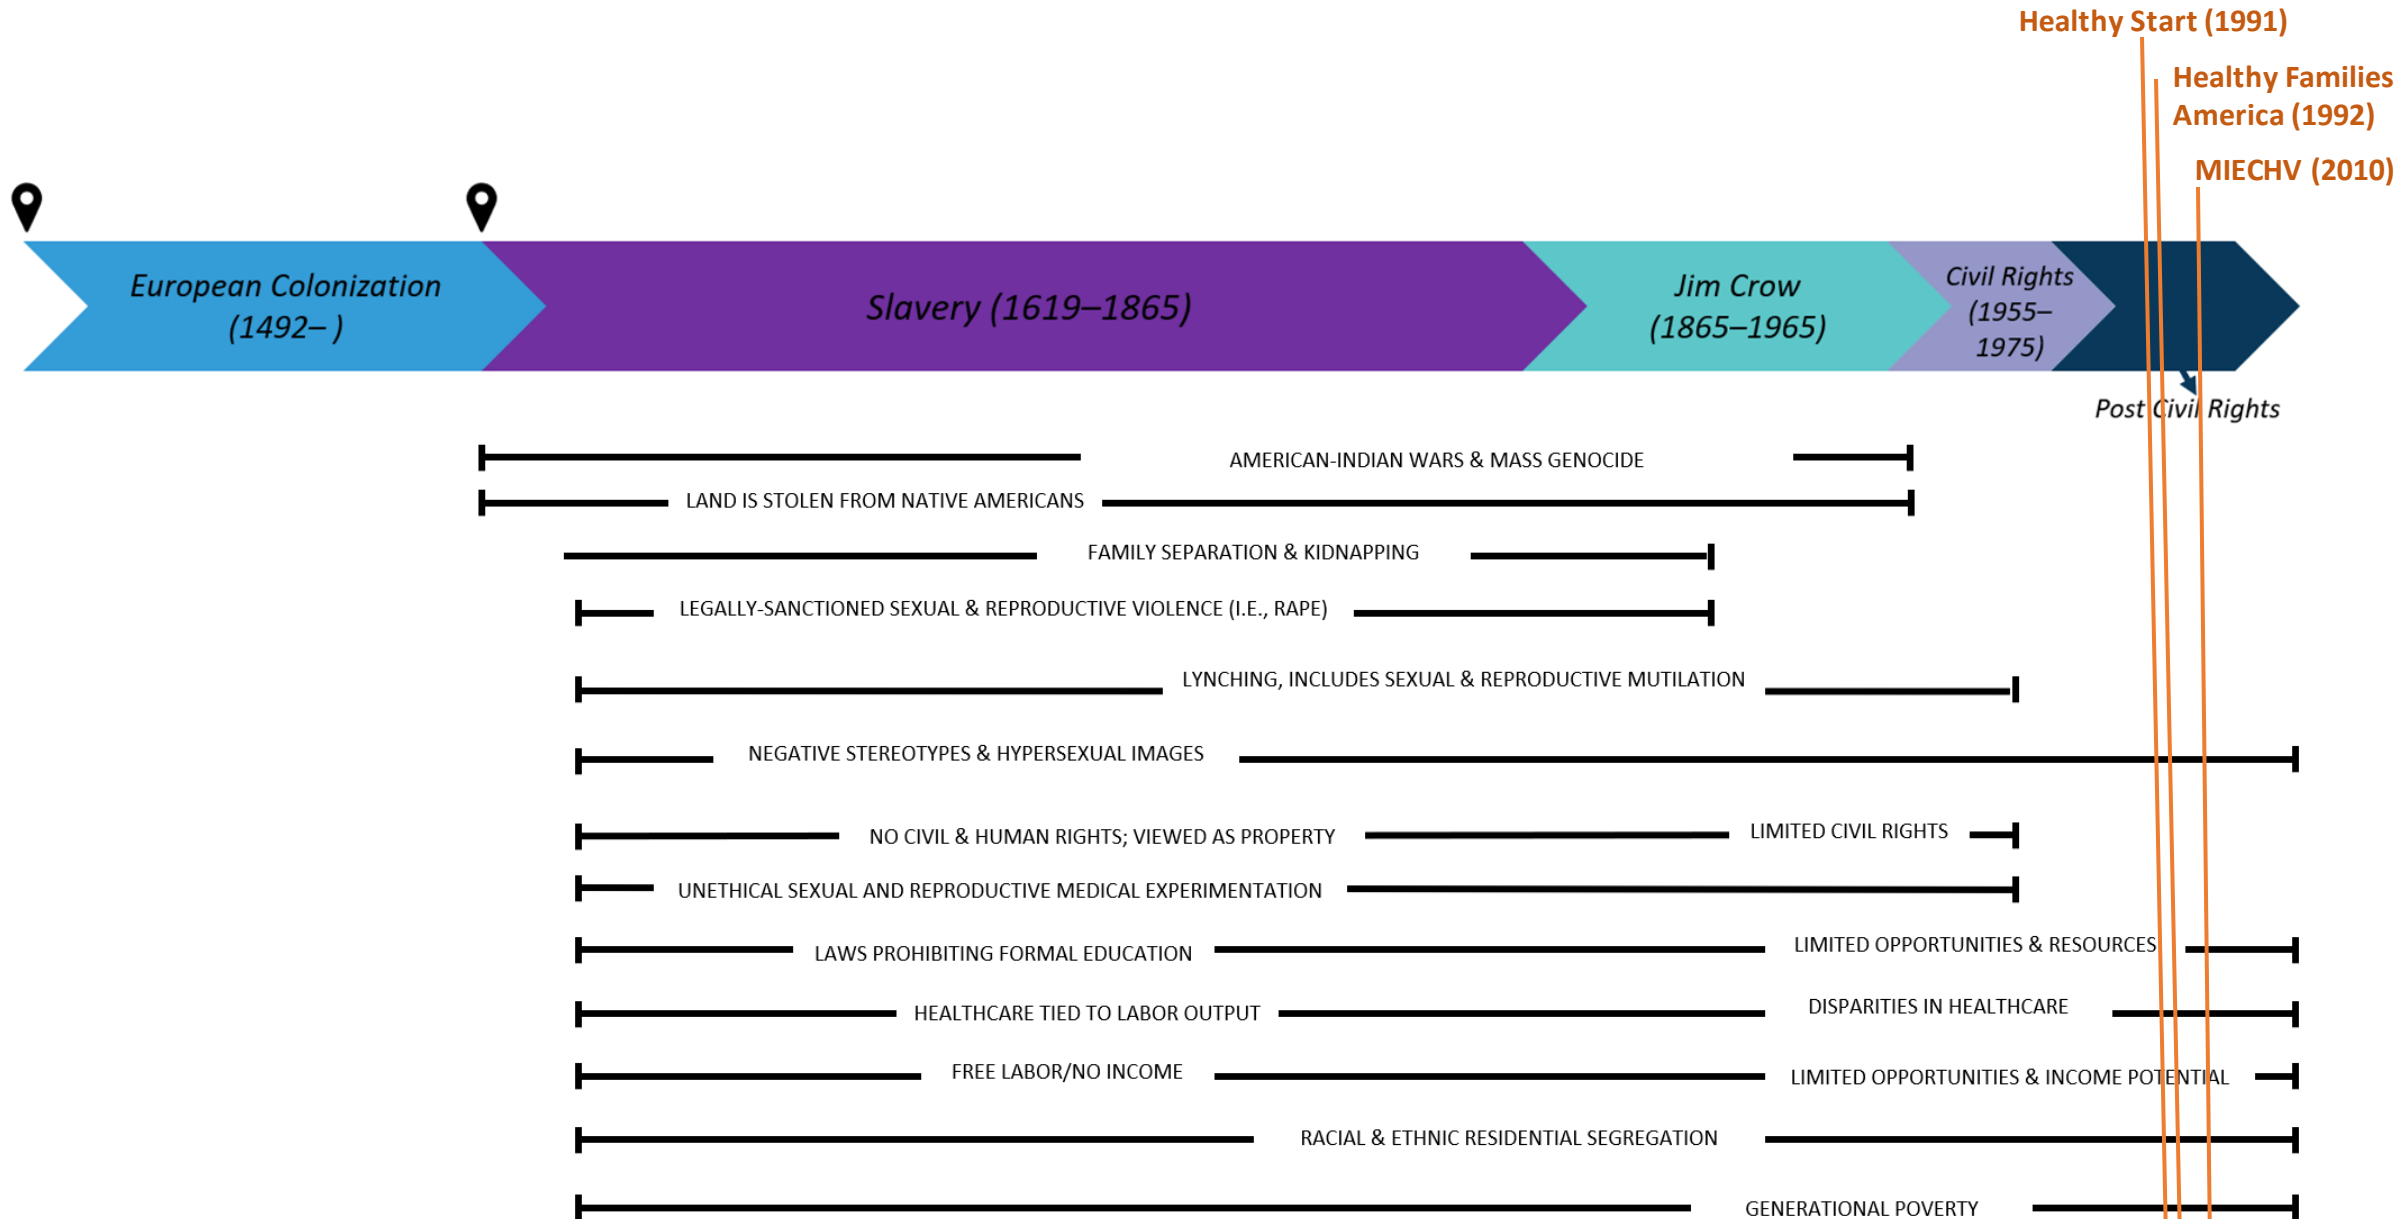 Healthy Start (1991)
Healthy Families
America (1992)
MIECHV (2010)
European Colonization
(1492– )
Slavery (1619–1865)
Jim Crow
(1865–1965)
Civil Rights
(1955–
1975)
Post Civil Rights
AMERICAN-INDIAN WARS & MASS GENOCIDE
LAND IS STOLEN FROM NATIVE AMERICANS
FAMILY SEPARATION & KIDNAPPING
LEGALLY-SANCTIONED SEXUAL & REPRODUCTIVE VIOLENCE (I.E., RAPE)
LYNCHING, INCLUDES SEXUAL & REPRODUCTIVE MUTILATION
NEGATIVE STEREOTYPES & HYPERSEXUAL IMAGES
NO CIVIL & HUMAN RIGHTS; VIEWED AS PROPERTY
LIMITED CIVIL RIGHTS
UNETHICAL SEXUAL AND REPRODUCTIVE MEDICAL EXPERIMENTATION
LAWS PROHIBITING FORMAL EDUCATION
LIMITED OPPORTUNITIES & RESOURCES
HEALTHCARE TIED TO LABOR OUTPUT
DISPARITIES IN HEALTHCARE
FREE LABOR/NO INCOME
LIMITED OPPORTUNITIES & INCOME POTENTIAL
RACIAL & ETHNIC RESIDENTIAL SEGREGATION
GENERATIONAL POVERTY